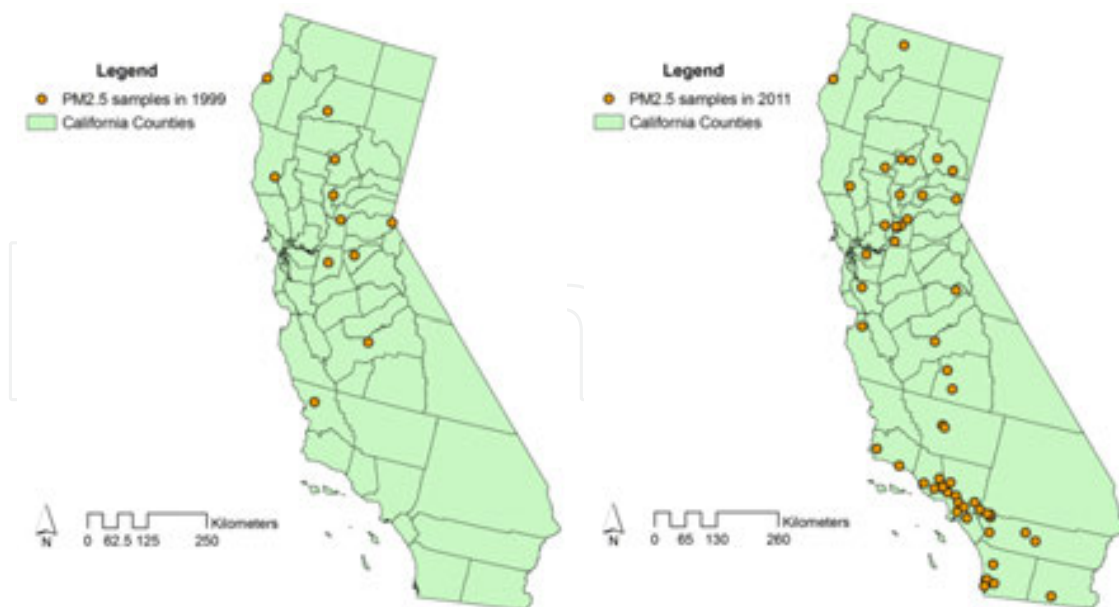 Legend
PM2.5 samples in 1999
California Counties
N
Kilometers
0 62.5 125 250
Legend
PM2.5 samples in 2011
California Counties
N
Kilometers
0 65 130 260